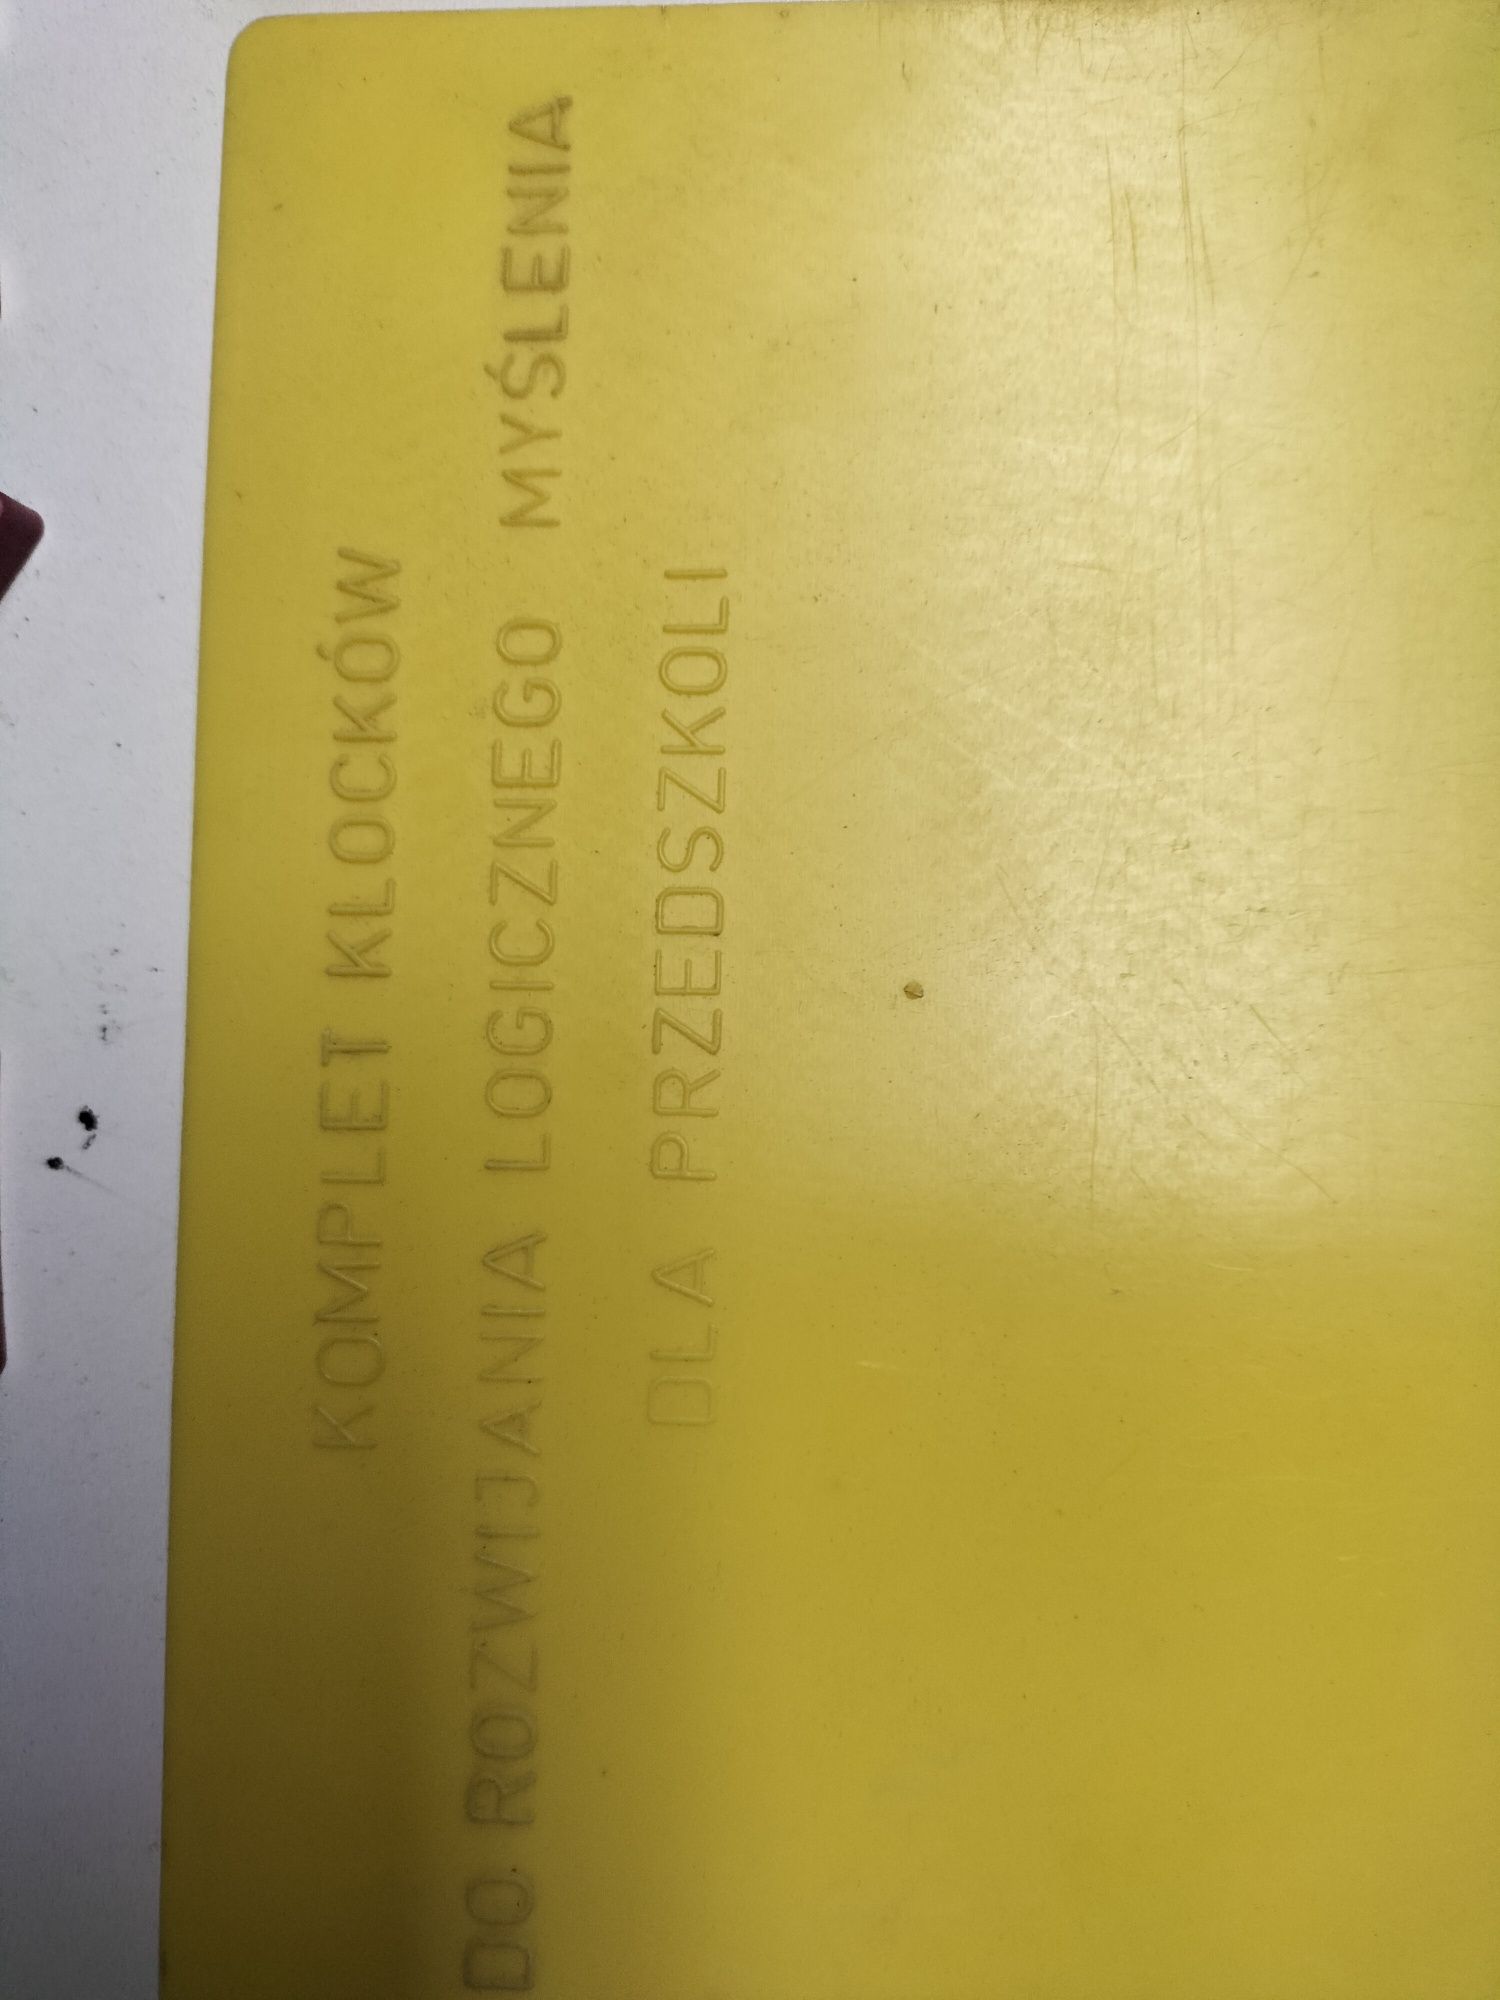 KOMPLET KLOCKÓW
DO ROZWIJANIA LOGICZNEGO MYŚLENIA
DLA PRZEDSZKOLI